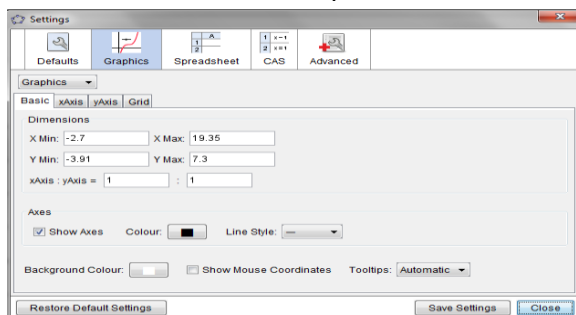 Settings
Defaults Graphics Spreadsheet CAS Advanced
Graphics
Basic xAxis yAxis Grid
Dimensions
X Min: -2.7 X Max: 19.35
Y Min: -3.91 Y Max: 7.3
xAxis : yAxis = 1 : 1
Axes
Show Axes Colour: Line Style:
Background Colour: Show Mouse Coordinates Tooltips: Automatic
Restore Default Settings Save Settings Close